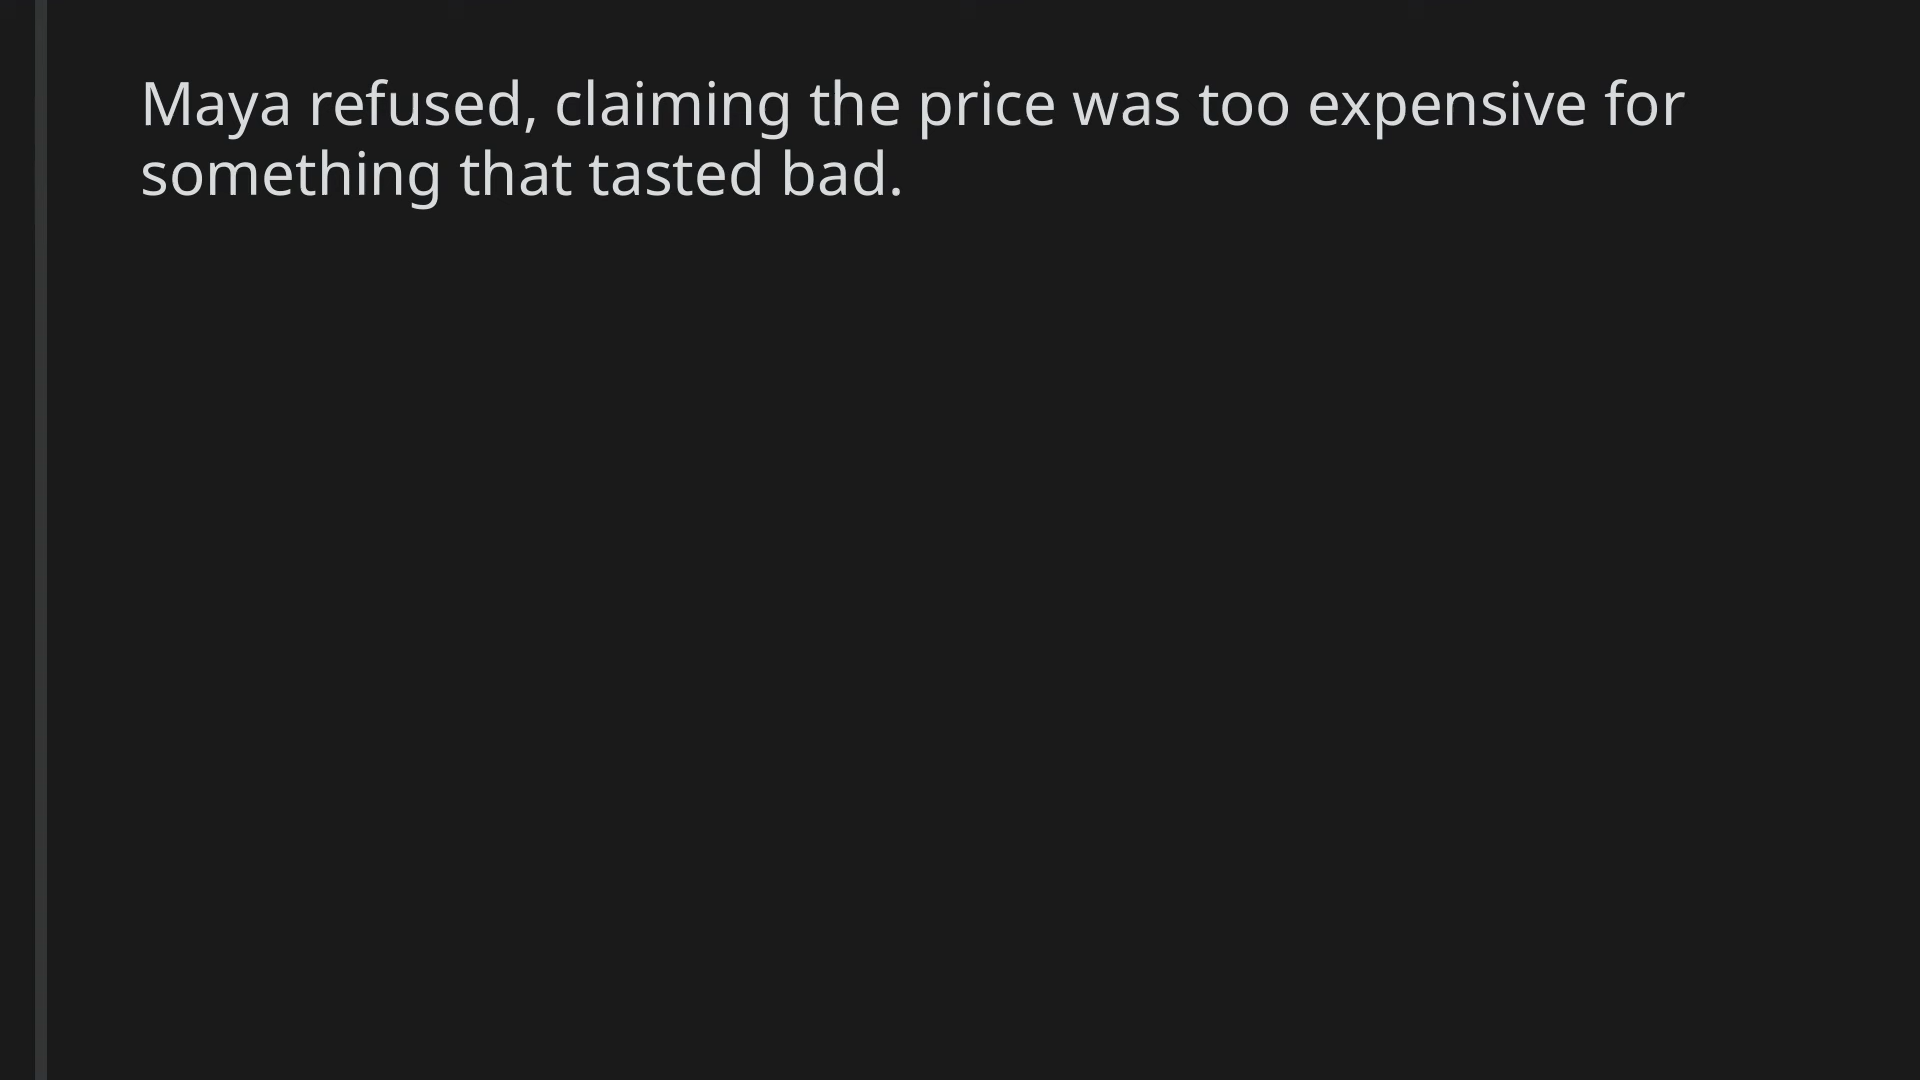 Maya refused, claiming the price was too expensive for
something that tasted bad.